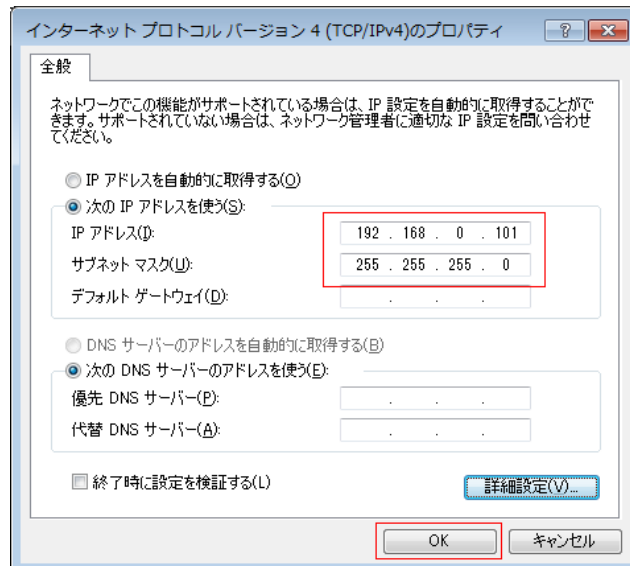 インターネット プロトコル バージョン 4 (TCP/IPv4)のプロパティ
全般
ネットワークでこの機能がサポートされている場合は、IP 設定を自動的に取得することがで
きます。サポートされていない場合は、ネットワーク管理者に適切な IP 設定を問い合わせ
てください。
IP アドレスを自動的に取得する(O)
次の IP アドレスを使う(S):
IP アドレス(I): 192 . 168 . 0 . 101
サブネット マスク(U): 255 . 255 . 255 . 0
デフォルト ゲートウェイ(D): . . .
DNS サーバーのアドレスを自動的に取得する(B)
次の DNS サーバーのアドレスを使う(E):
優先 DNS サーバー(P): . . .
代替 DNS サーバー(A): . . .
終了時に設定を検証する(L)
詳細設定(V)...
OK キャンセル